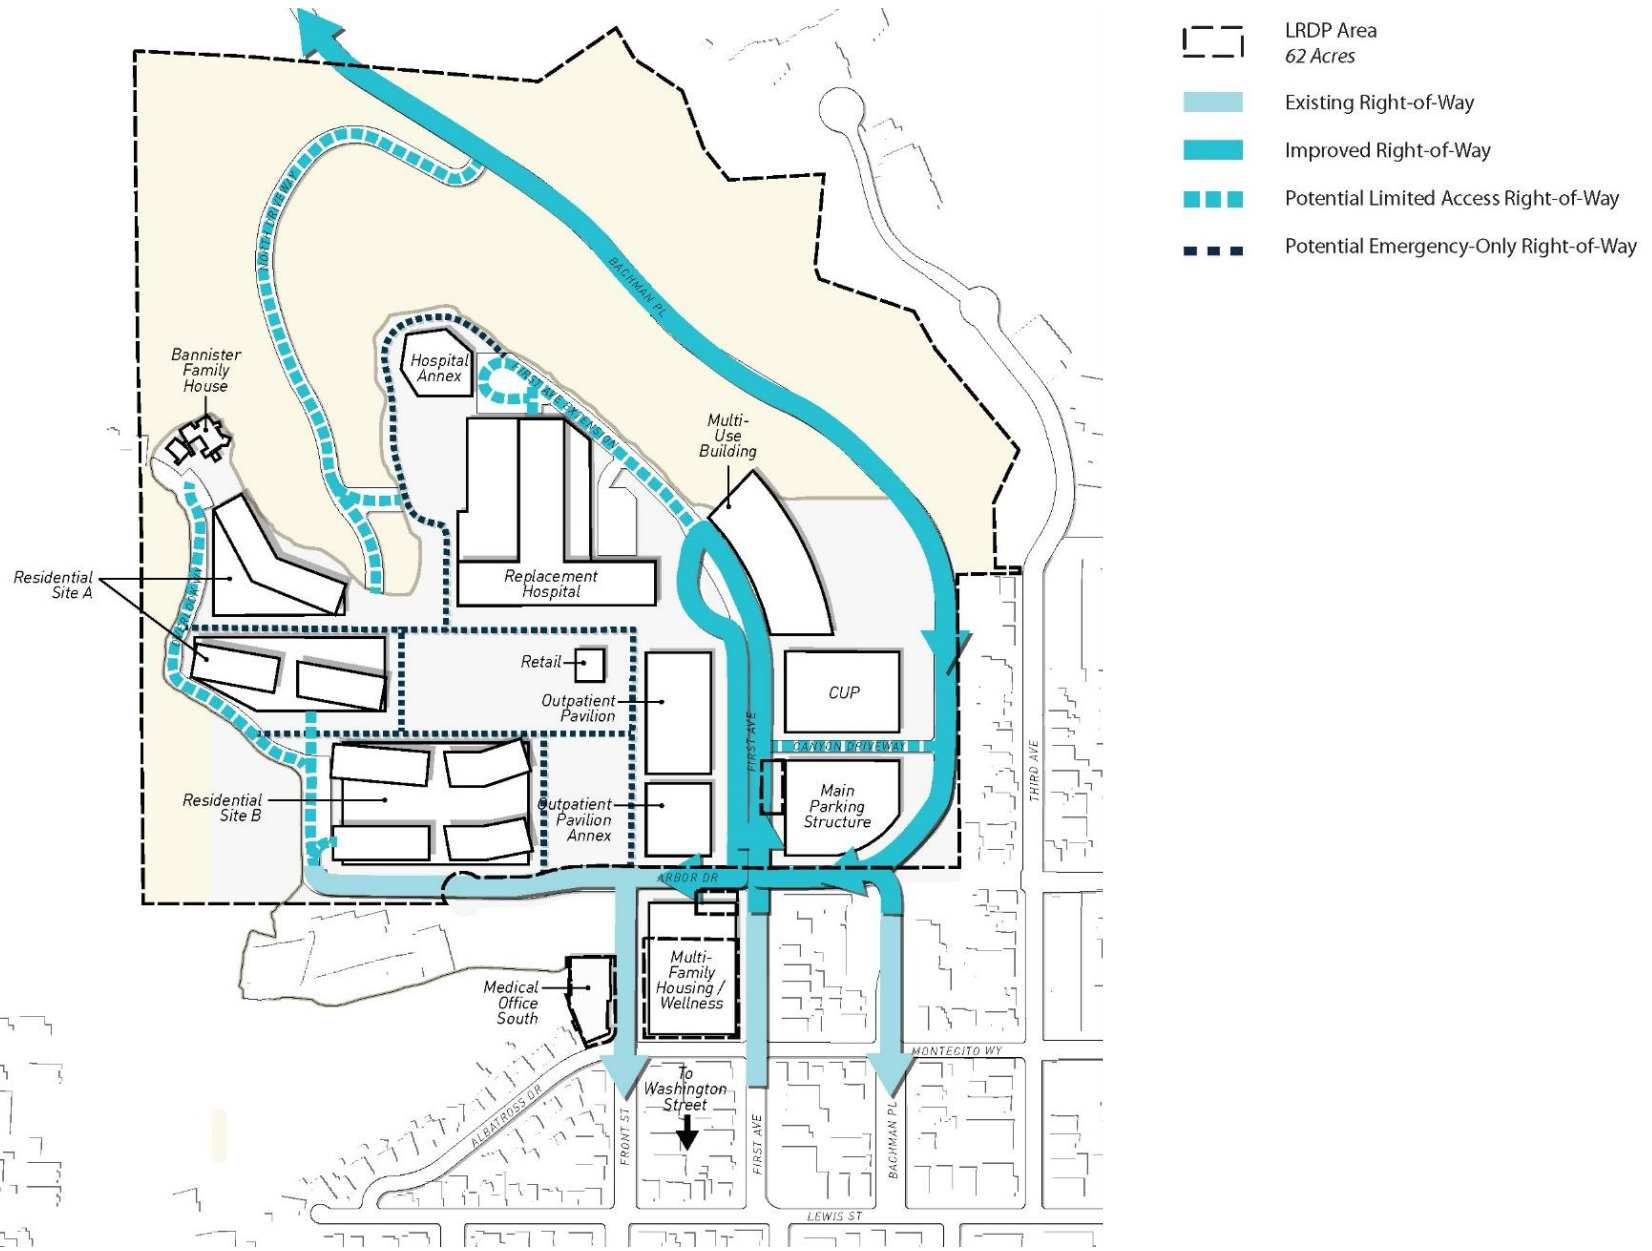 LRDP Area
62 Acres
Existing Right-of-Way
Improved Right-of-Way
Potential Limited Access Right-of-Way
Potential Emergency-Only Right-of-Way
NORTH DRIVEWAY
BACHMAN PL
Bannister
Family
House
Hospital
Annex
FIRST AVE EXTENSION
Multi-
Use
Building
Residential
Site A
OVERLOOK LN
Replacement
Hospital
Retail
Outpatient
Pavilion
CUP
FIRST AVE
CANYON DRIVEWAY
THIRD AVE
Residential
Site B
Outpatient
Pavilion
Annex
Main
Parking
Structure
ARBOR DR
Multi-
Family
Housing /
Wellness
Medical
Office
South
MONTECITO WY
To
Washington
Street
ALBATROSS DR
FRONT ST
FIRST AVE
BACHMAN PL
LEWIS ST